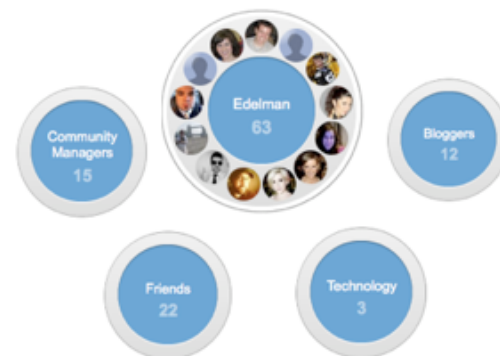 Edelman
63
Community
Managers
15
Bloggers
12
Friends
22
Technology
3